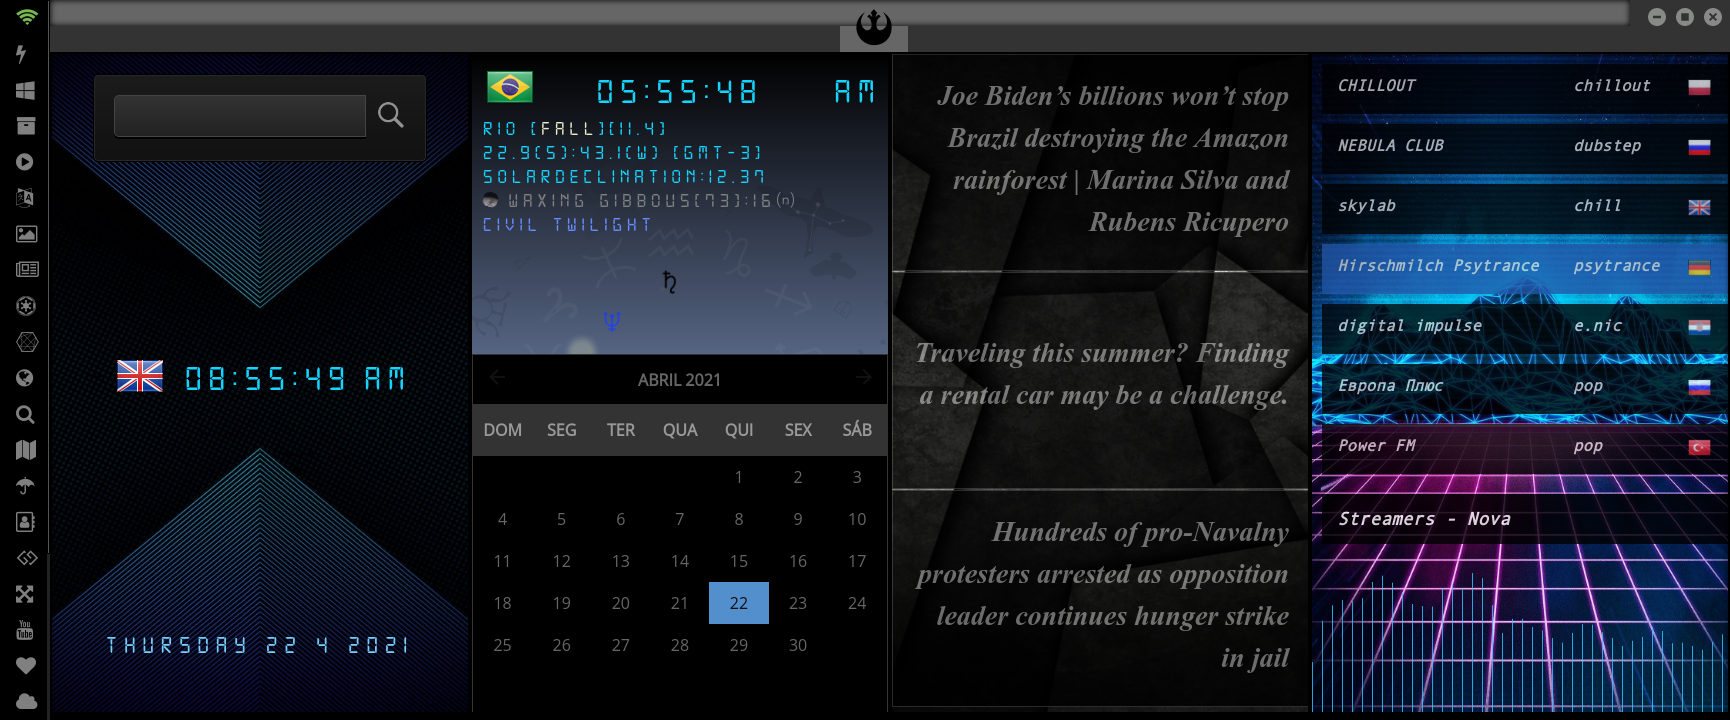 08:55:49 AM
THURSDAY 22 4 2021
05:55:48 AM
RIO [FALL][11.4]
22.9(S):43.1(W) [GMT-3]
SOLARDECLINATION:12.37
WAXING GIBBOUS[73]:16(n)
CIVIL TWILIGHT
ABRIL 2021
DOM SEG TER QUA QUI SEX SÁB
1 2 3
4 5 6 7 8 9 10
11 12 13 14 15 16 17
18 19 20 21 22 23 24
25 26 27 28 29 30
Joe Biden’s billions won’t stop
Brazil destroying the Amazon
rainforest | Marina Silva and
Rubens Ricupero
Traveling this summer? Finding
a rental car may be a challenge.
Hundreds of pro-Navalny
protesters arrested as opposition
leader continues hunger strike
in jail
CHILLOUT chillout
NEBULA CLUB dubstep
skylab chill
Hirschmilch Psytrance psytrance
digital impulse e.nic
Европа Плюс pop
Power FM pop
Streamers - Nova
You
Tube